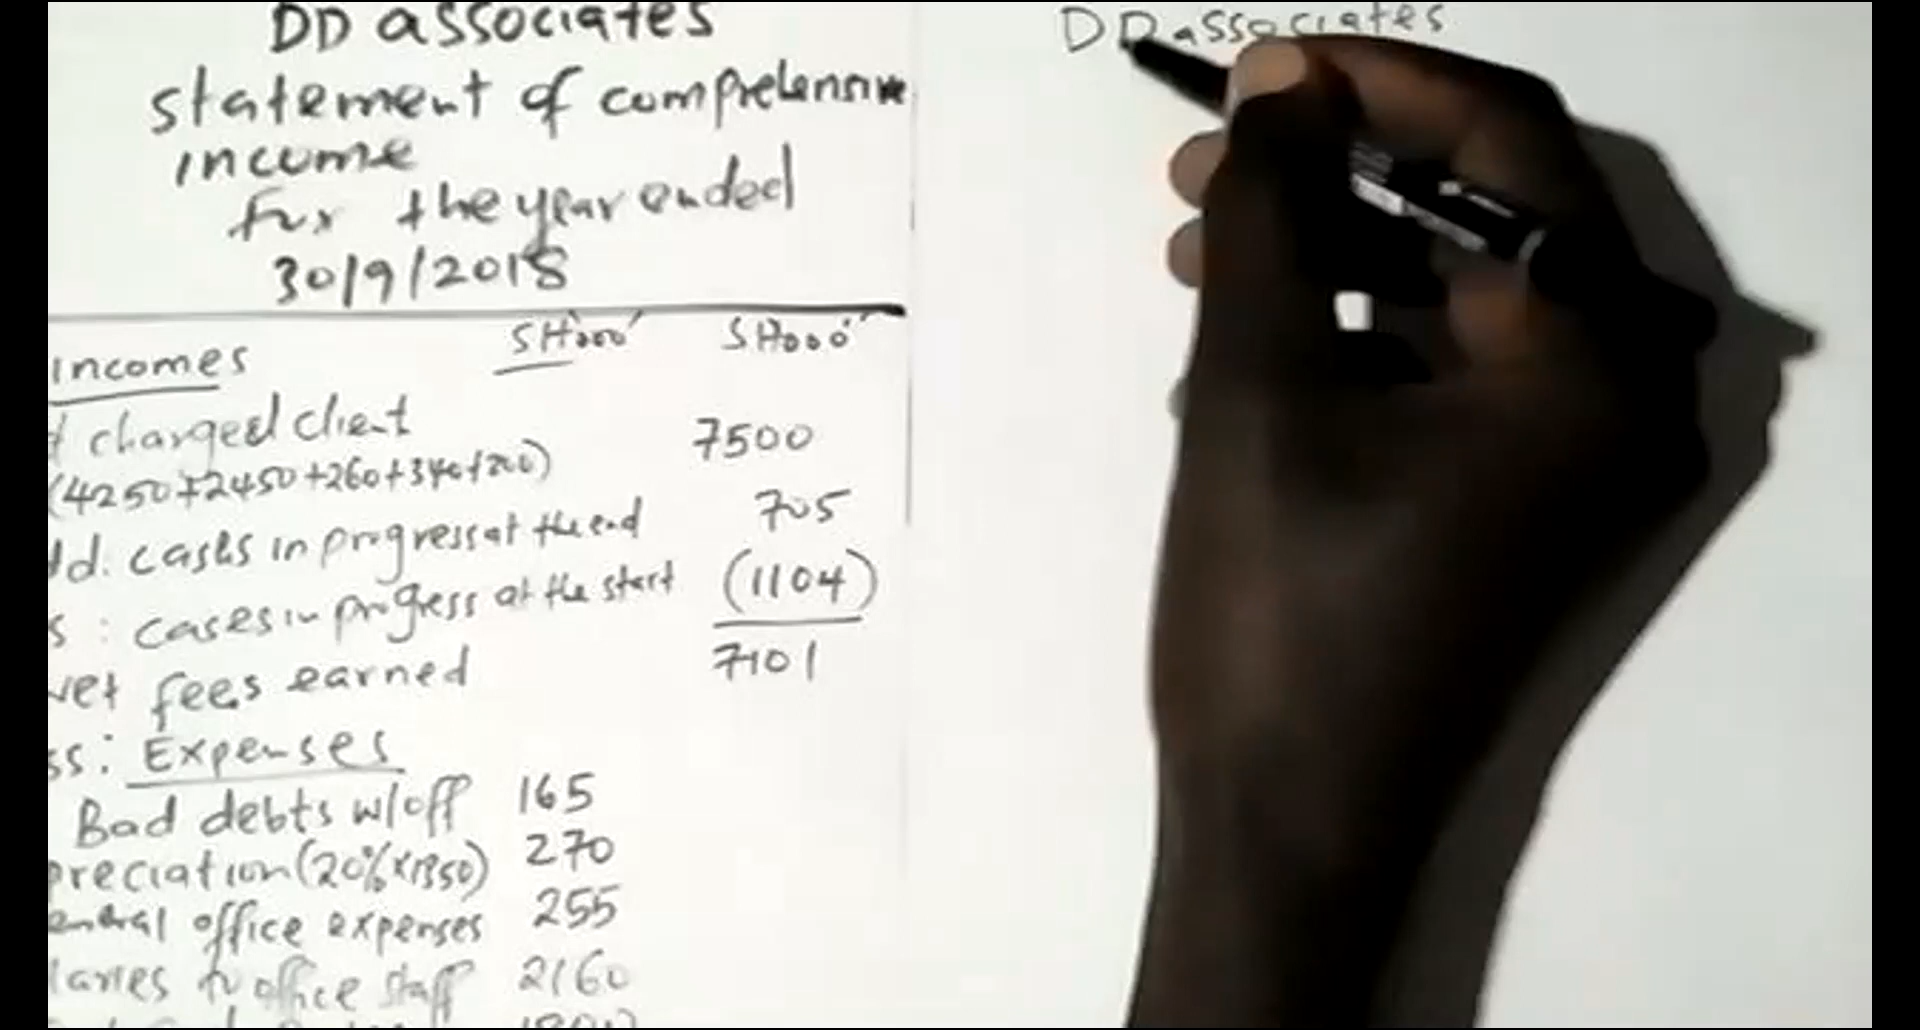 DD associates
statement of comprehensive
income
for the year ended
30/9/2018
Incomes SH'000' SH000'
charged client 7500
(4250+2450+260+340+200)
dd. cases in progress at the end 705
s: cases in progress at the start (1104)
Net fees earned 7101
ss: Expenses
Bad debts w/off 165
preciation (20%x1350) 270
eneral office expenses 255
laries to office staff 2160
DD associates